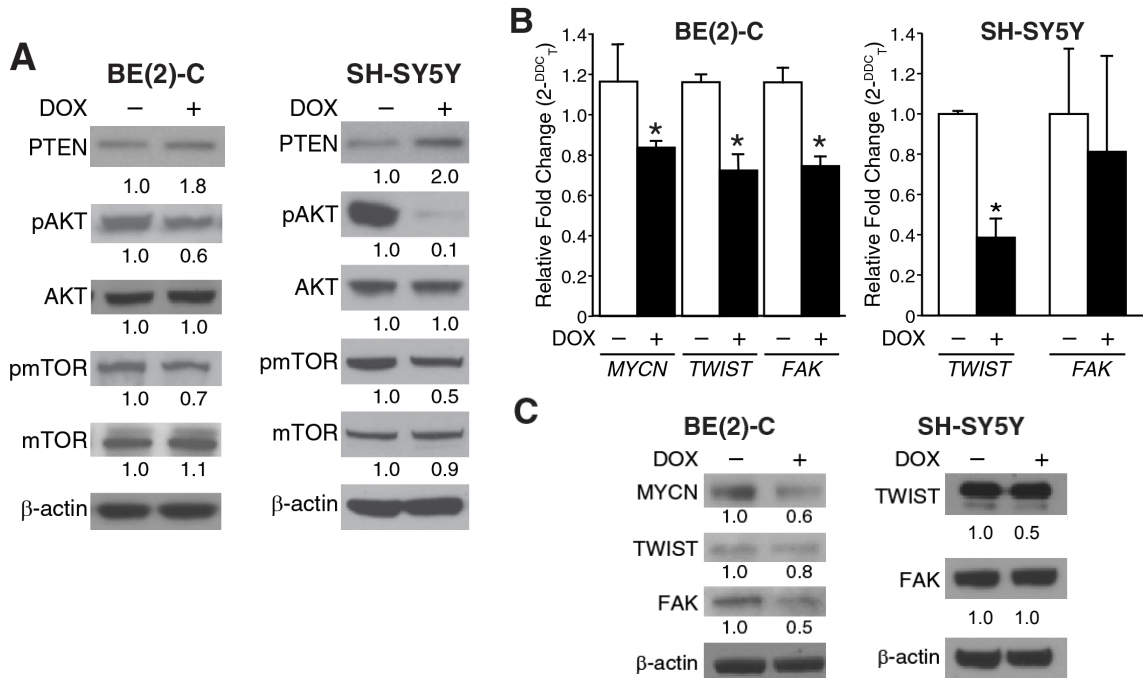 A
BE(2)-C
DOX – +
PTEN
1.0 1.8
pAKT
1.0 0.6
AKT
1.0 1.0
pmTOR
1.0 0.7
mTOR
1.0 1.1
β-actin
SH-SY5Y
DOX – +
PTEN
1.0 2.0
pAKT
1.0 0.1
AKT
1.0 1.0
pmTOR
1.0 0.5
mTOR
1.0 0.9
β-actin
B
BE(2)-C
Relative Fold Change (2-DDC T)
1.4
1.2
1.0
0.8
0.6
0.4
0.2
0
* * *
DOX – + – + – +
MYCN TWIST FAK
SH-SY5Y
Relative Fold Change (2-DDC T)
1.4
1.2
1.0
0.8
0.6
0.4
0.2
0
*
DOX – + – +
TWIST FAK
C
BE(2)-C
DOX – +
MYCN
1.0 0.6
TWIST
1.0 0.8
FAK
1.0 0.5
β-actin
SH-SY5Y
DOX – +
TWIST
1.0 0.5
FAK
1.0 1.0
β-actin